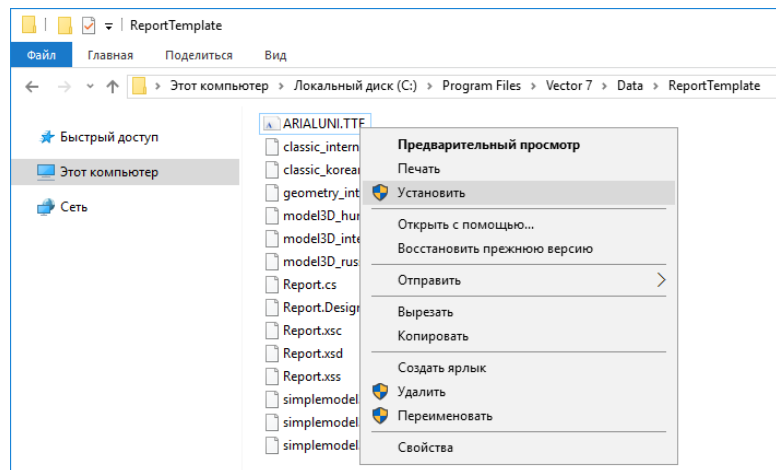 ReportTemplate
Файл Главная Поделиться Вид
Этот компьютер > Локальный диск (C:) > Program Files > Vector 7 > Data > ReportTemplate
Быстрый доступ
Этот компьютер
Сеть
ARIALUNI.TTF
classic_intern
classic_korea
geometry_int
model3D_hu
model3D_inte
model3D_rus
Report.cs
Report.Design
Report.xsc
Report.xsd
Report.xss
simplemodel
simplemodel
simplemodel
Предварительный просмотр
Печать
Установить
Открыть с помощью...
Восстановить прежнюю версию
Отправить
Вырезать
Копировать
Создать ярлык
Удалить
Переименовать
Свойства